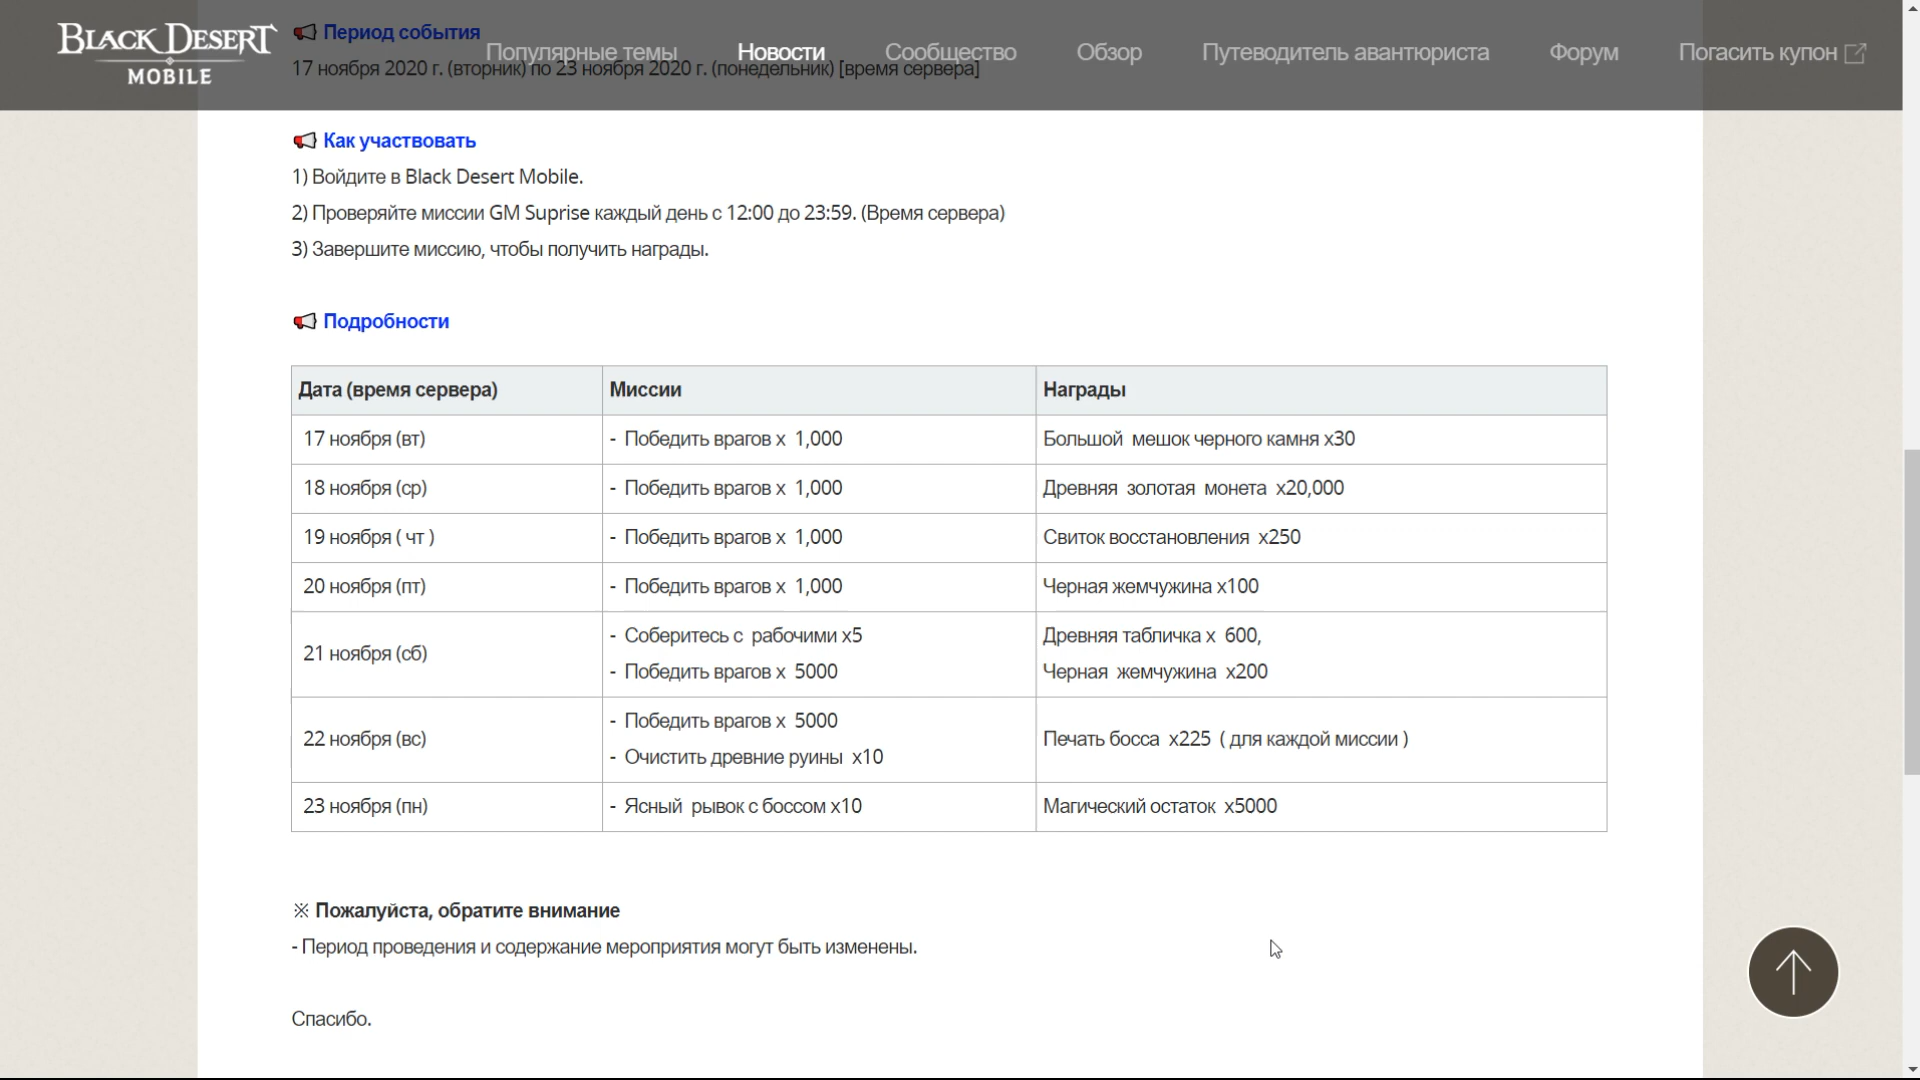 BLACK DESERT
MOBILE
Популярные темы
Новости
Сообщество
Обзор
Путеводитель авантюриста
Форум
Погасить купон
Период события
17 ноября 2020 г. (вторник) по 23 ноября 2020 г. (понедельник) [время сервера]
Как участвовать
1) Войдите в Black Desert Mobile.
2) Проверяйте миссии GM Suprise каждый день с 12:00 до 23:59. (Время сервера)
3) Завершите миссию, чтобы получить награды.
Подробности
Дата (время сервера) Миссии Награды
17 ноября (вт) - Победить врагов x 1,000 Большой мешок черного камня x30
18 ноября (ср) - Победить врагов x 1,000 Древняя золотая монета x20,000
19 ноября ( чт ) - Победить врагов x 1,000 Свиток восстановления x250
20 ноября (пт) - Победить врагов x 1,000 Черная жемчужина x100
21 ноября (сб)
- Соберитесь с рабочими x5
- Победить врагов x 5000
Древняя табличка x 600,
Черная жемчужина x200
22 ноября (вс)
- Победить врагов x 5000
- Очистить древние руины x10
Печать босса x225 ( для каждой миссии )
23 ноября (пн) - Ясный рывок с боссом x10 Магический остаток x5000
※ Пожалуйста, обратите внимание
- Период проведения и содержание мероприятия могут быть изменены.
Спасибо.